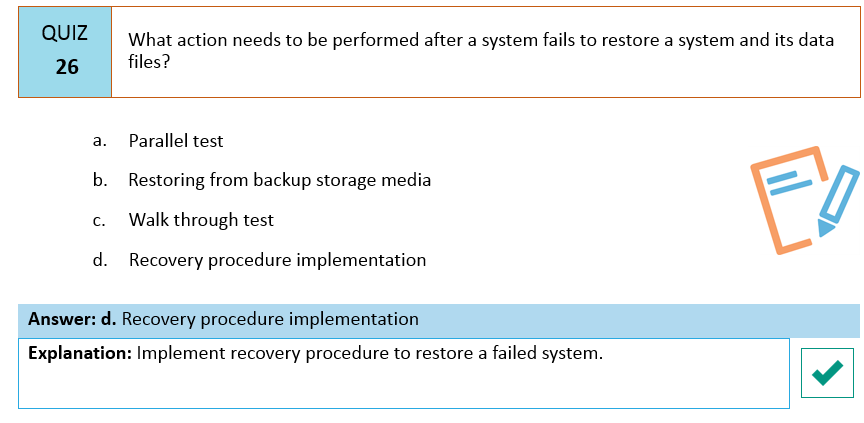 QUIZ
26
What action needs to be performed after a system fails to restore a system and its data
files?
a. Parallel test
b. Restoring from backup storage media
c. Walk through test
d. Recovery procedure implementation
Answer: d. Recovery procedure implementation
Explanation: Implement recovery procedure to restore a failed system.